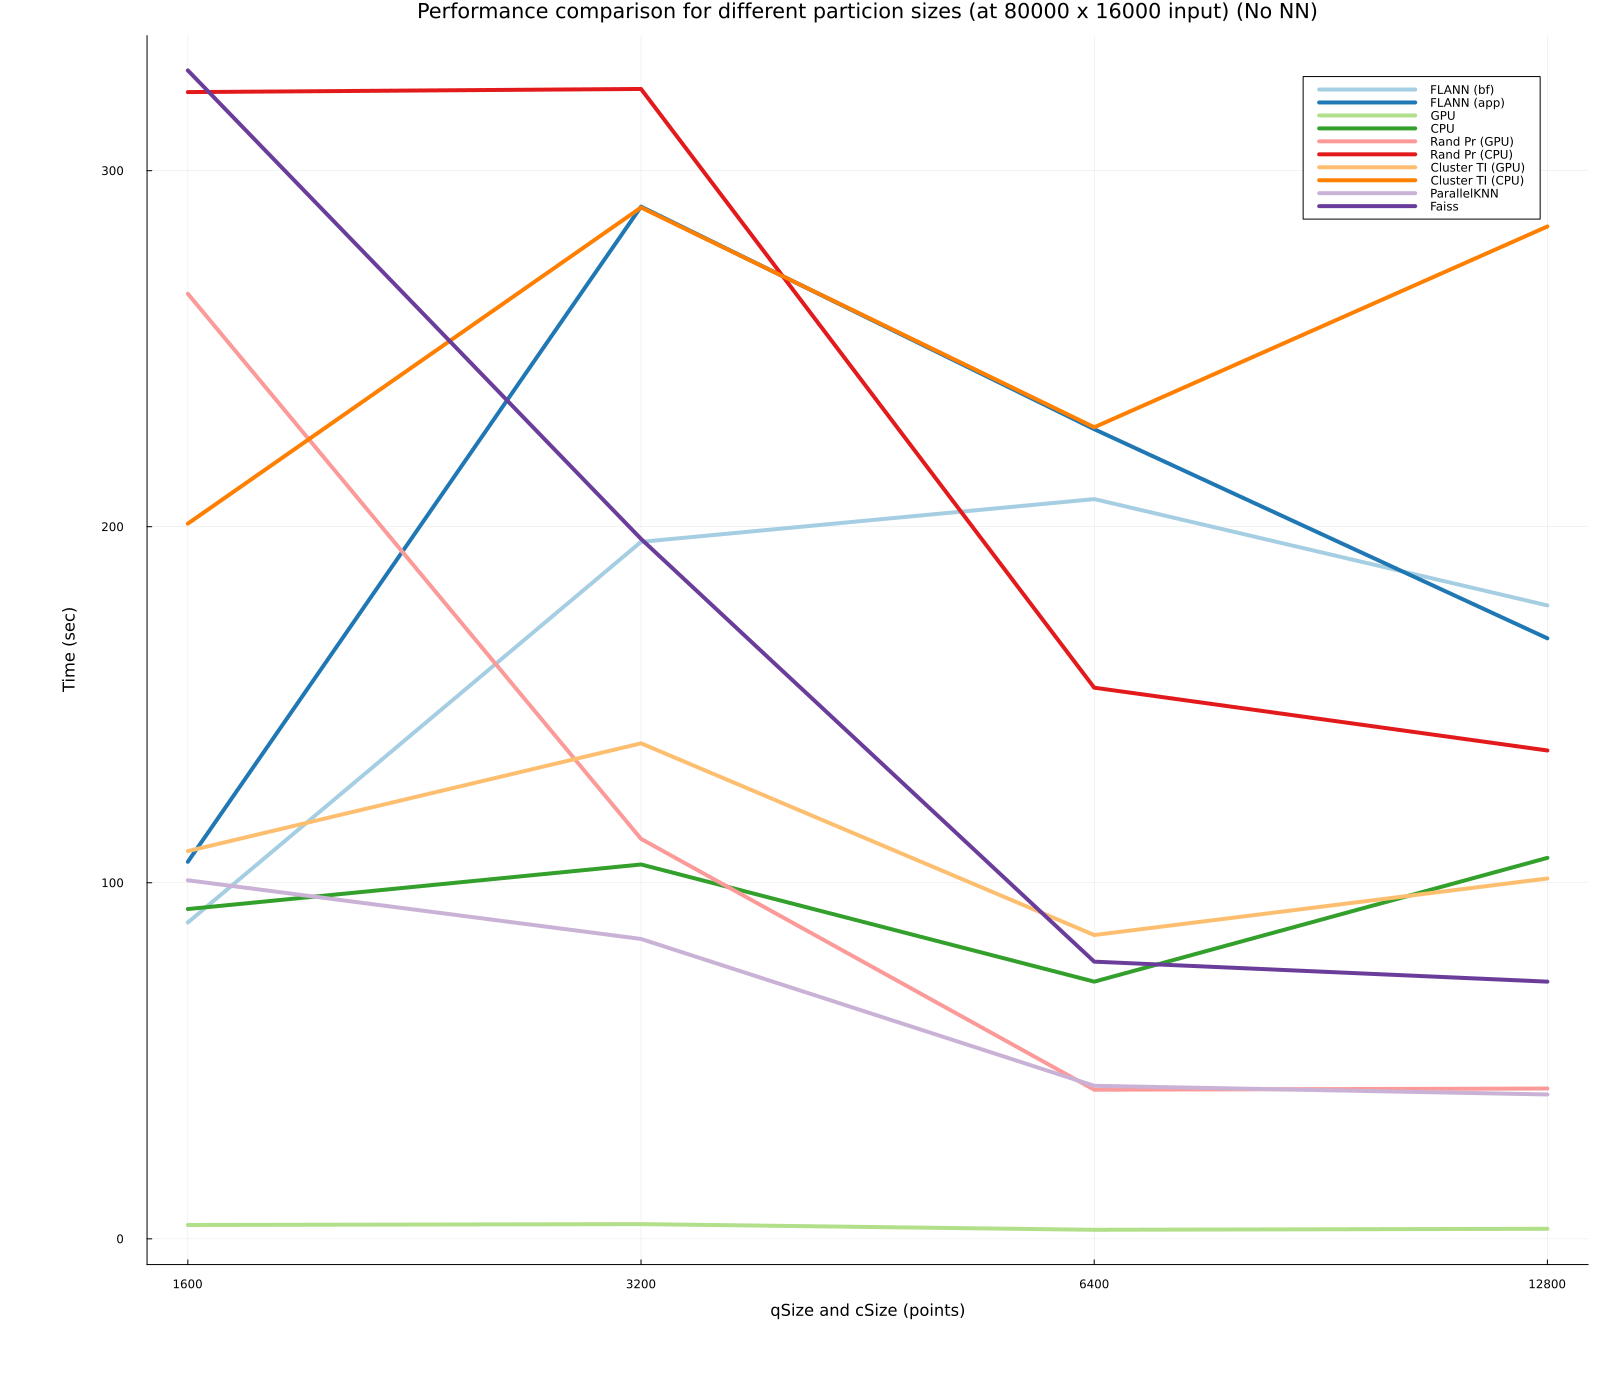 Performance comparison for different particion sizes (at 80000 x 16000 input) (No NN)
FLANN (bf)
FLANN (app)
GPU
CPU
Rand Pr (GPU)
Rand Pr (CPU)
Cluster TI (GPU)
Cluster TI (CPU)
ParallelKNN
Faiss
300
200
100
0
Time (sec)
1600 3200 6400 12800
qSize and cSize (points)